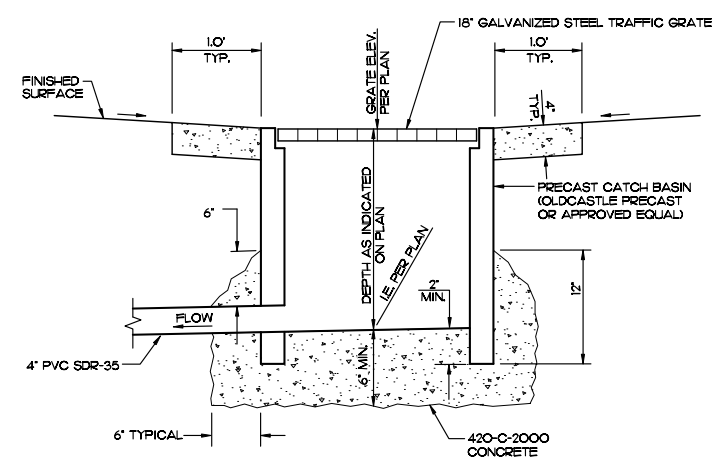 18" GALVANIZED STEEL TRAFFIC GRATE
1.0'
TYP.
GRATE ELEV.
PER PLAN
1.0'
TYP.
FINISHED
SURFACE
4"
TYP.
PRECAST CATCH BASIN
(OLDCASTLE PRECAST
OR APPROVED EQUAL)
6"
DEPTH AS INDICATED
ON PLAN
I.E. PER PLAN
2"
MIN.
12"
FLOW
4" PVC SDR-35
6" MIN.
6" TYPICAL
420-C-2000
CONCRETE